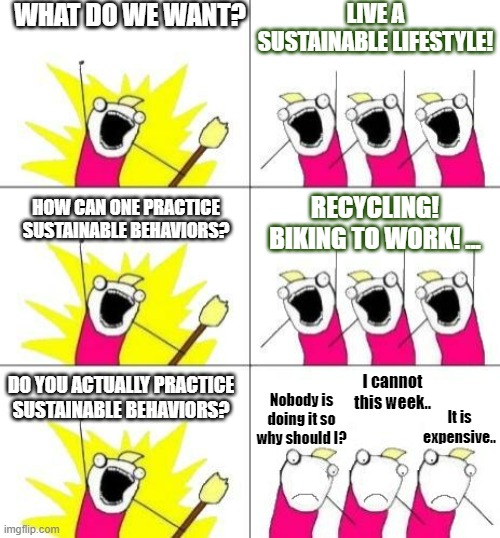 WHAT DO WE WANT?
LIVE A
SUSTAINABLE LIFESTYLE!
HOW CAN ONE PRACTICE
SUSTAINABLE BEHAVIORS?
RECYCLING!
BIKING TO WORK! ...
DO YOU ACTUALLY PRACTICE
SUSTAINABLE BEHAVIORS?
Nobody is
doing it so
why should I?
I cannot
this week..
It is
expensive..
imgflip.com